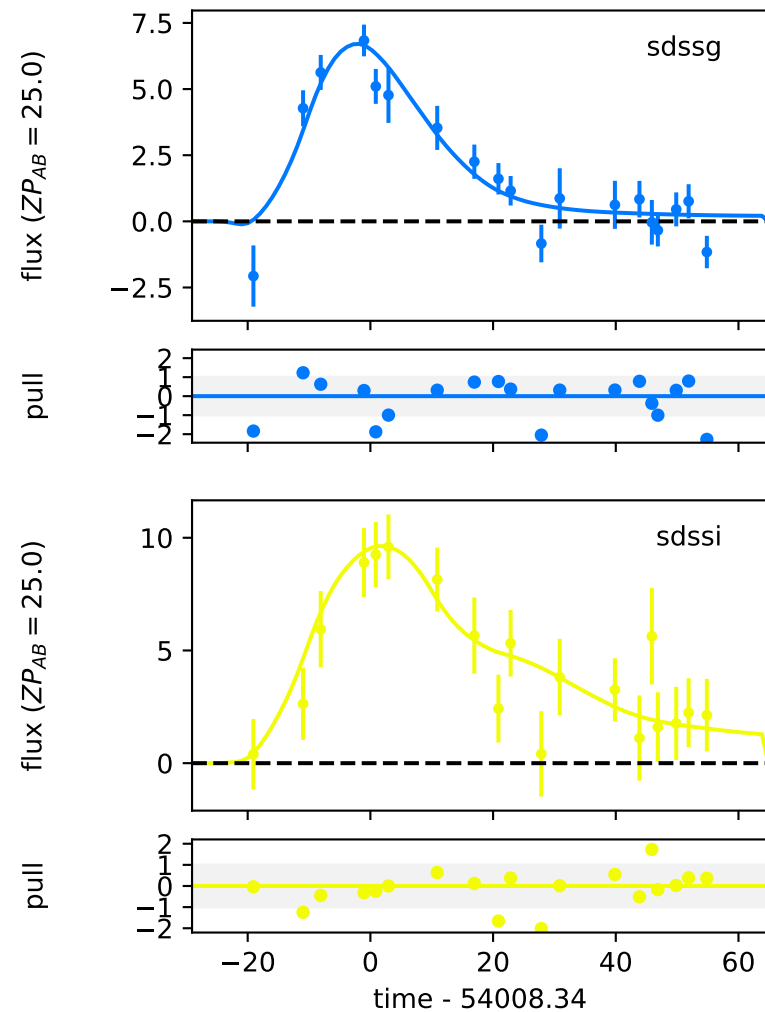 7.5
sdssg
5.0
2.5
0.0
−2.5
flux (ZP_AB = 25.0)
2
1
0
−1
−2
pull
10
sdssi
5
0
flux (ZP_AB = 25.0)
2
1
0
−1
−2
pull
−20 0 20 40 60
time - 54008.34